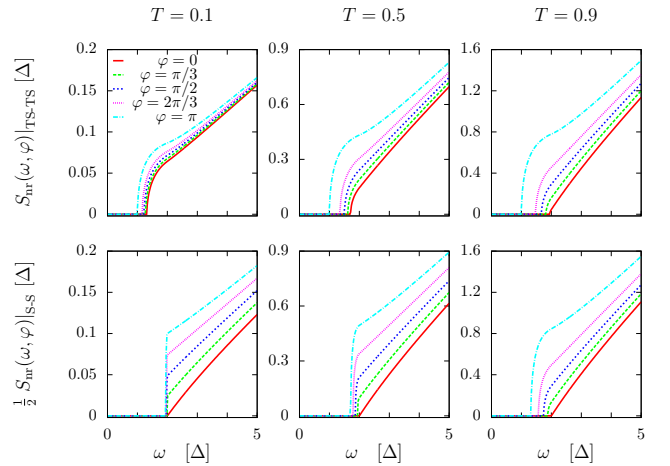 T = 0.1 T = 0.5 T = 0.9
S_nr(ω, φ)|_TS-TS [Δ]
0.2
0.15
0.1
0.05
0
φ = 0
φ = π/3
φ = π/2
φ = 2π/3
φ = π
0.9
0.6
0.3
0
1.6
1.2
0.8
0.4
0
½ S_nr(ω, φ)|_S-S [Δ]
0.2
0.15
0.1
0.05
0
0.9
0.6
0.3
0
1.6
1.2
0.8
0.4
0
0 5 0 5 0 5
ω [Δ] ω [Δ] ω [Δ]